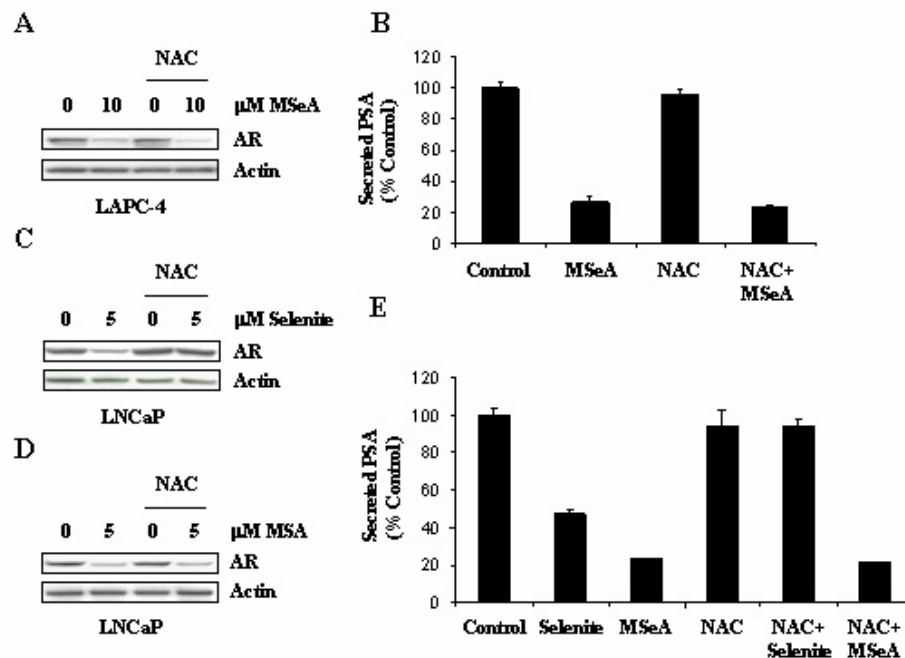 A
NAC
0 10 0 10 µM MSeA
AR
Actin
LAPC-4
B
Secreted PSA
(% Control)
120
100
80
60
40
20
0
Control MSeA NAC NAC+
MSeA
C
NAC
0 5 0 5 µM Selenite
AR
Actin
LNCaP
D
NAC
0 5 0 5 µM MSA
AR
Actin
LNCaP
E
Secreted PSA
(% Control)
120
100
80
60
40
20
0
Control Selenite MSeA NAC NAC+ NAC+
Selenite MSeA